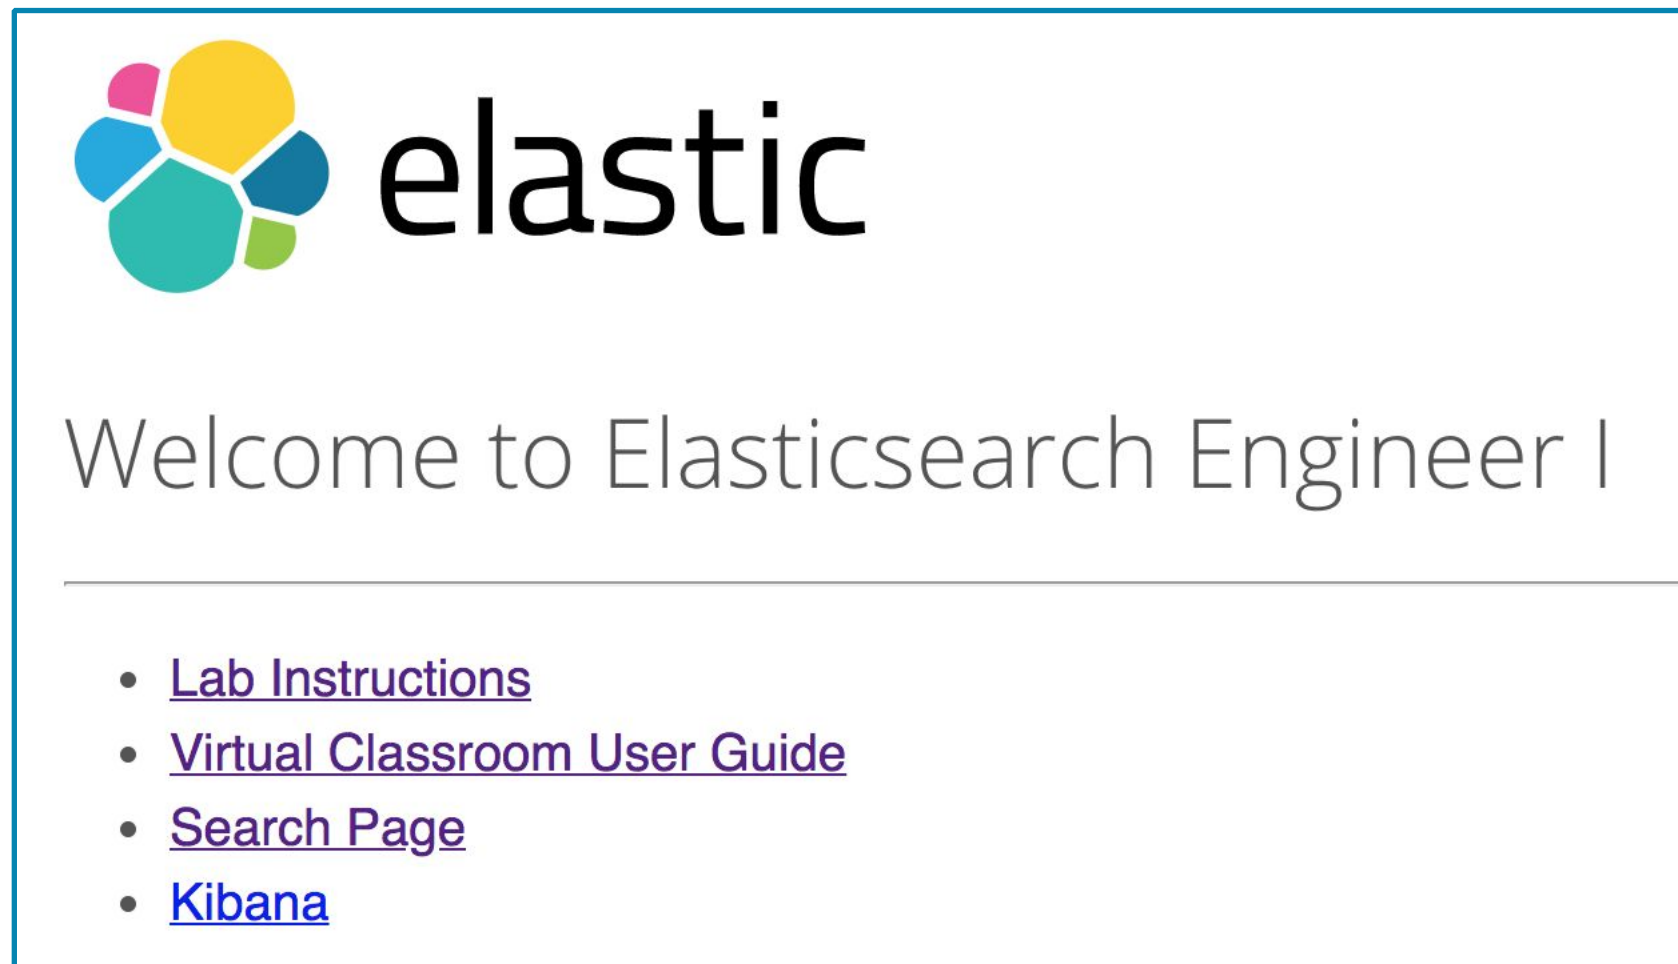 elastic
Welcome to Elasticsearch Engineer I
Lab Instructions
Virtual Classroom User Guide
Search Page
Kibana